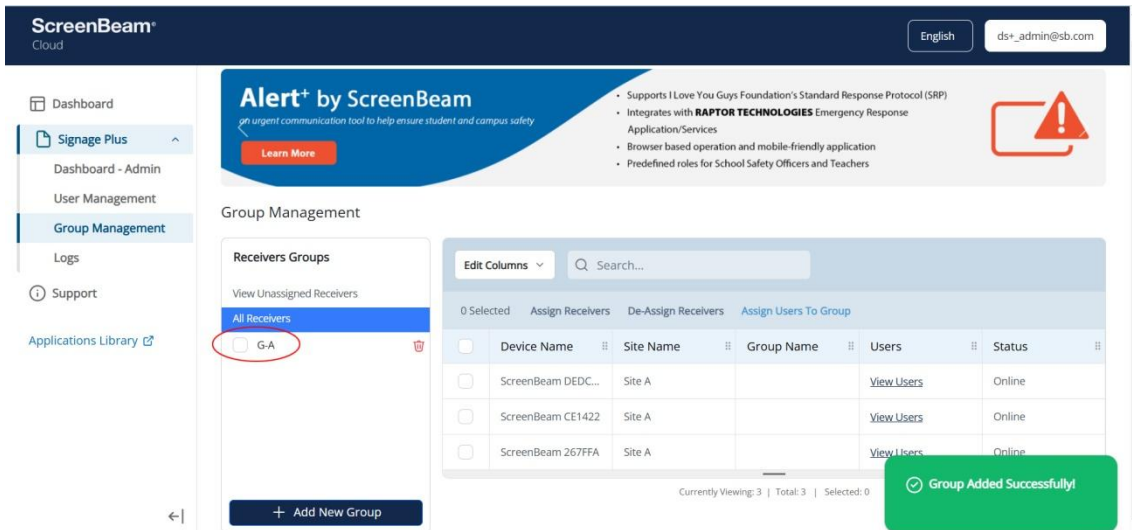 ScreenBeam®
Cloud
English
ds+_admin@sb.com
Dashboard
Signage Plus
Dashboard - Admin
User Management
Group Management
Logs
Support
Applications Library
Alert+ by ScreenBeam
an urgent communication tool to help ensure student and campus safety
Learn More
• Supports I Love You Guys Foundation's Standard Response Protocol (SRP)
• Integrates with RAPTOR TECHNOLOGIES Emergency Response
Application/Services
• Browser based operation and mobile-friendly application
• Predefined roles for School Safety Officers and Teachers
Group Management
Receivers Groups
View Unassigned Receivers
All Receivers
G-A
+ Add New Group
Edit Columns
Search...
0 Selected Assign Receivers De-Assign Receivers Assign Users To Group
Device Name Site Name Group Name Users Status
ScreenBeam DEDC... Site A View Users Online
ScreenBeam CE1422 Site A View Users Online
ScreenBeam 267FFA Site A View Users Online
Currently Viewing: 3 | Total: 3 | Selected: 0
Group Added Successfully!